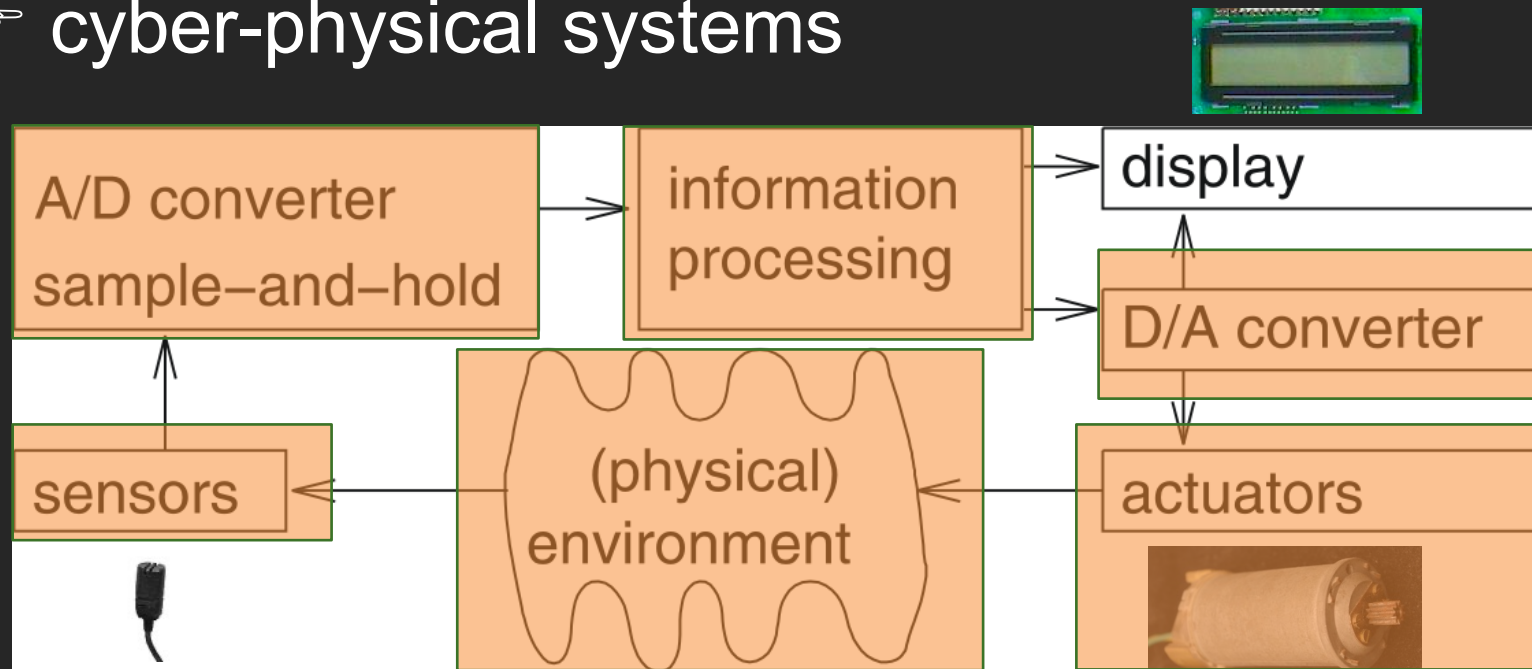 ☞ cyber-physical systems
A/D converter
sample–and–hold
information
processing
display
D/A converter
sensors
(physical)
environment
actuators